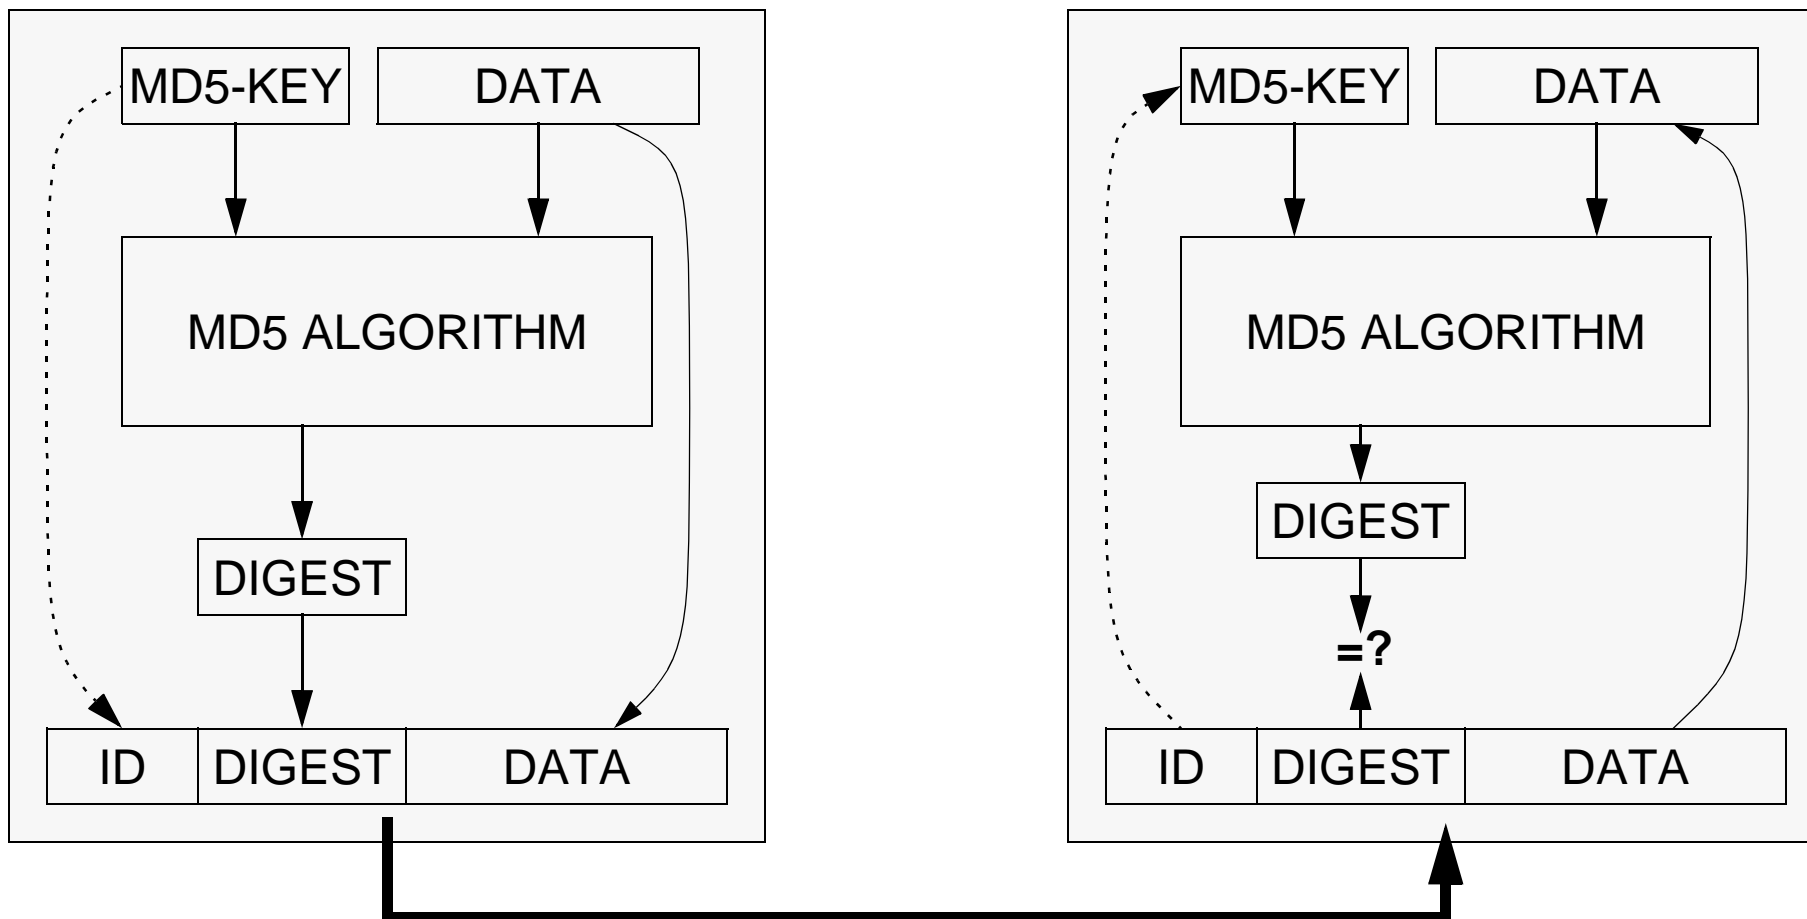 MD5-KEY
DATA
MD5 ALGORITHM
DIGEST
ID
DIGEST
DATA
MD5-KEY
DATA
MD5 ALGORITHM
DIGEST
=?
ID
DIGEST
DATA